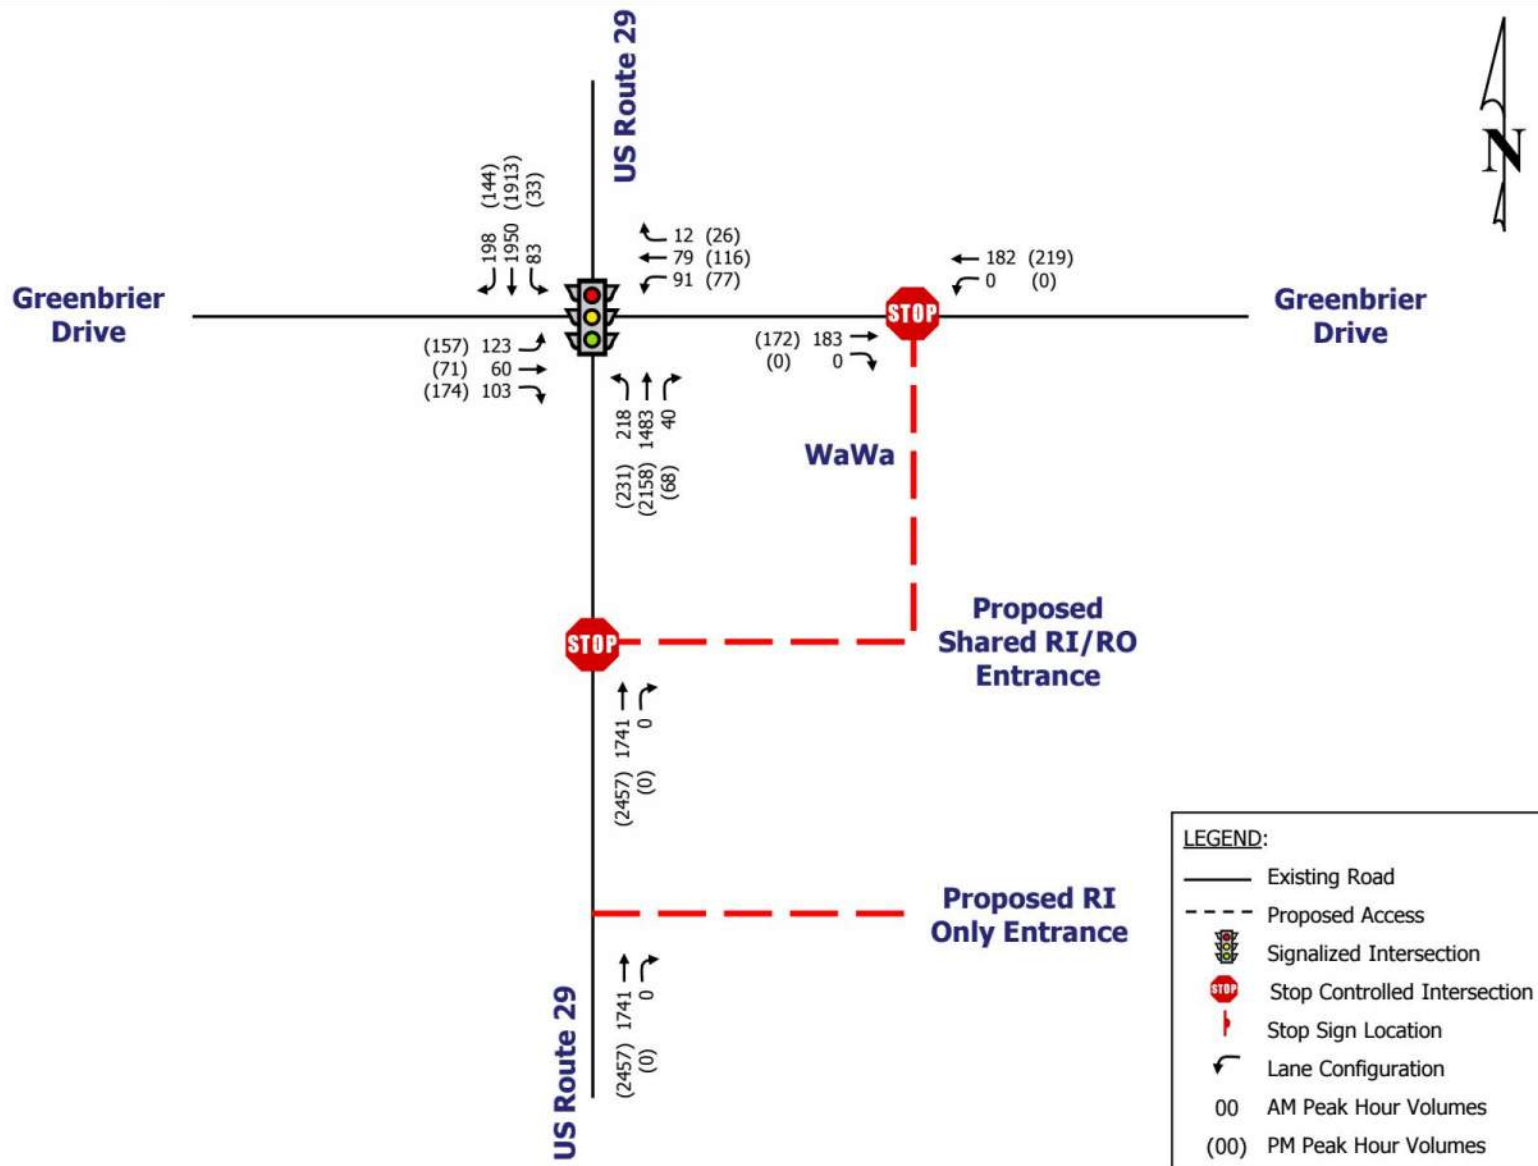 US Route 29
N
(144)
(1913)
(33)
198
1950
83
12 (26)
79 (116)
91 (77)
182 (219)
0 (0)
Greenbrier
Drive
STOP
Greenbrier
Drive
(157) 123
(71) 60
(174) 103
(172) 183
(0) 0
218
1483
40
(231)
(2158)
(68)
WaWa
STOP
Proposed
Shared RI/RO
Entrance
(2457) 1741
(0) 0
Proposed RI
Only Entrance
(2457) 1741
(0) 0
US Route 29
LEGEND:
Existing Road
Proposed Access
Signalized Intersection
STOP Stop Controlled Intersection
Stop Sign Location
Lane Configuration
00 AM Peak Hour Volumes
(00) PM Peak Hour Volumes